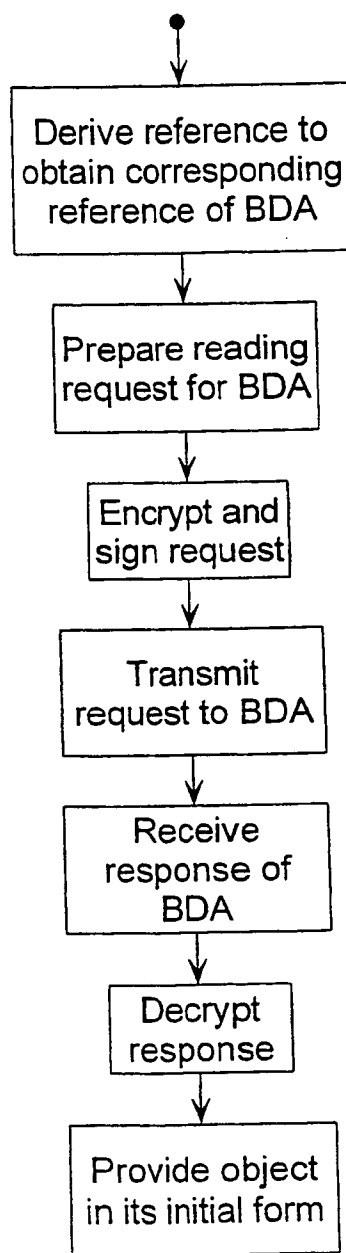 Derive reference to
obtain corresponding
reference of BDA
Prepare reading
request for BDA
Encrypt and
sign request
Transmit
request to BDA
Receive
response of
BDA
Decrypt
response
Provide object
in its initial form